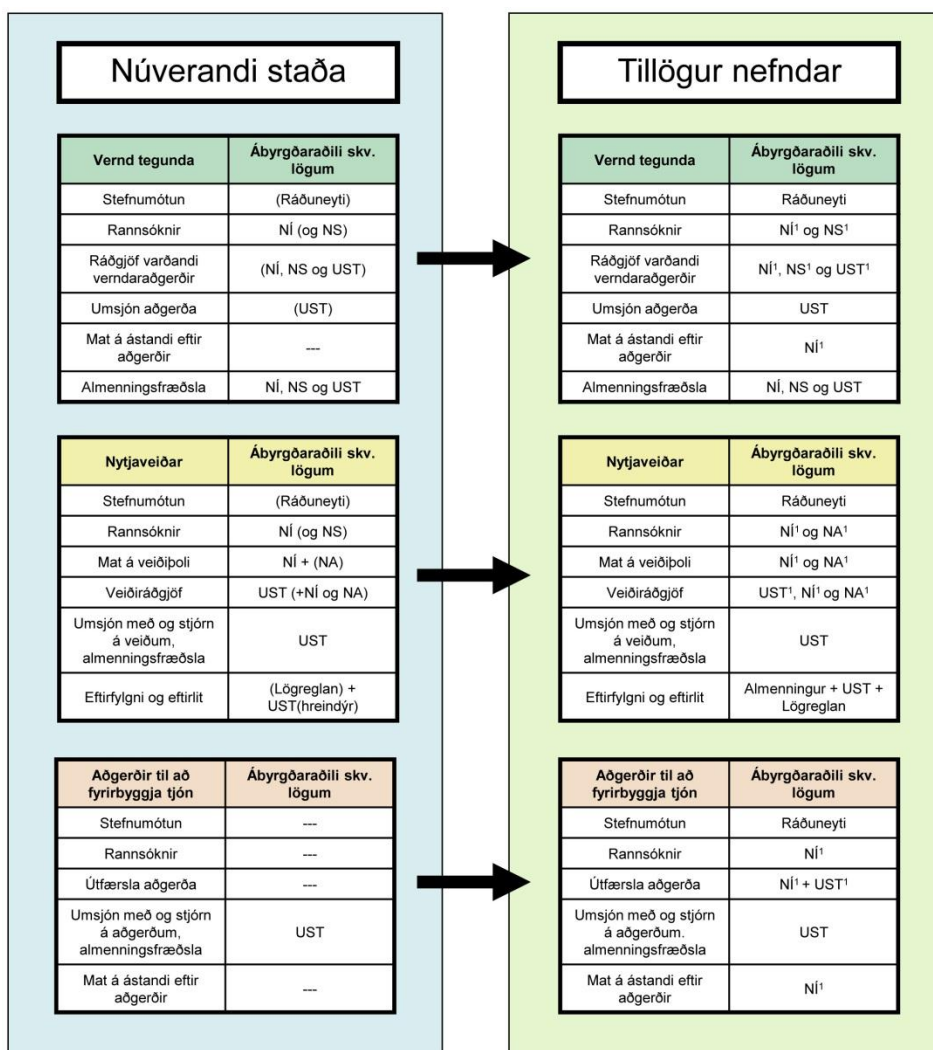 Núverandi staða
Vernd tegunda Ábyrgðaraðili skv.
lögum
Stefnumótun (Ráðuneyti)
Rannsóknir NÍ (og NS)
Ráðgjöf varðandi
verndaraðgerðir (NÍ, NS og UST)
Umsjón aðgerða (UST)
Mat á ástandi eftir
aðgerðir ---
Almenningsfræðsla NÍ, NS og UST
Nytjaveiðar Ábyrgðaraðili skv.
lögum
Stefnumótun (Ráðuneyti)
Rannsóknir NÍ (og NS)
Mat á veiðiþoli NÍ + (NA)
Veiðiráðgjöf UST (+NÍ og NA)
Umsjón með og stjórn
á veiðum, UST
almenningsfræðsla
Eftirfylgni og eftirlit (Lögreglan) +
UST(hreindýr)
Aðgerðir til að Ábyrgðaraðili skv.
fyrirbyggja tjón lögum
Stefnumótun ---
Rannsóknir ---
Útfærsla aðgerða ---
Umsjón með og stjórn
á aðgerðum, UST
almenningsfræðsla
Mat á ástandi eftir
aðgerðir ---
Tillögur nefndar
Vernd tegunda Ábyrgðaraðili skv.
lögum
Stefnumótun Ráðuneyti
Rannsóknir NÍ¹ og NS¹
Ráðgjöf varðandi
verndaraðgerðir NÍ¹, NS¹ og UST¹
Umsjón aðgerða UST
Mat á ástandi eftir
aðgerðir NÍ¹
Almenningsfræðsla NÍ, NS og UST
Nytjaveiðar Ábyrgðaraðili skv.
lögum
Stefnumótun Ráðuneyti
Rannsóknir NÍ¹ og NA¹
Mat á veiðiþoli NÍ¹ og NA¹
Veiðiráðgjöf UST¹, NÍ¹ og NA¹
Umsjón með og stjórn
á veiðum, UST
almenningsfræðsla
Eftirfylgni og eftirlit Almenningur + UST +
Lögreglan
Aðgerðir til að Ábyrgðaraðili skv.
fyrirbyggja tjón lögum
Stefnumótun Ráðuneyti
Rannsóknir NÍ¹
Útfærsla aðgerða NÍ¹ + UST¹
Umsjón með og stjórn
á aðgerðum. UST
almenningsfræðsla
Mat á ástandi eftir
aðgerðir NÍ¹